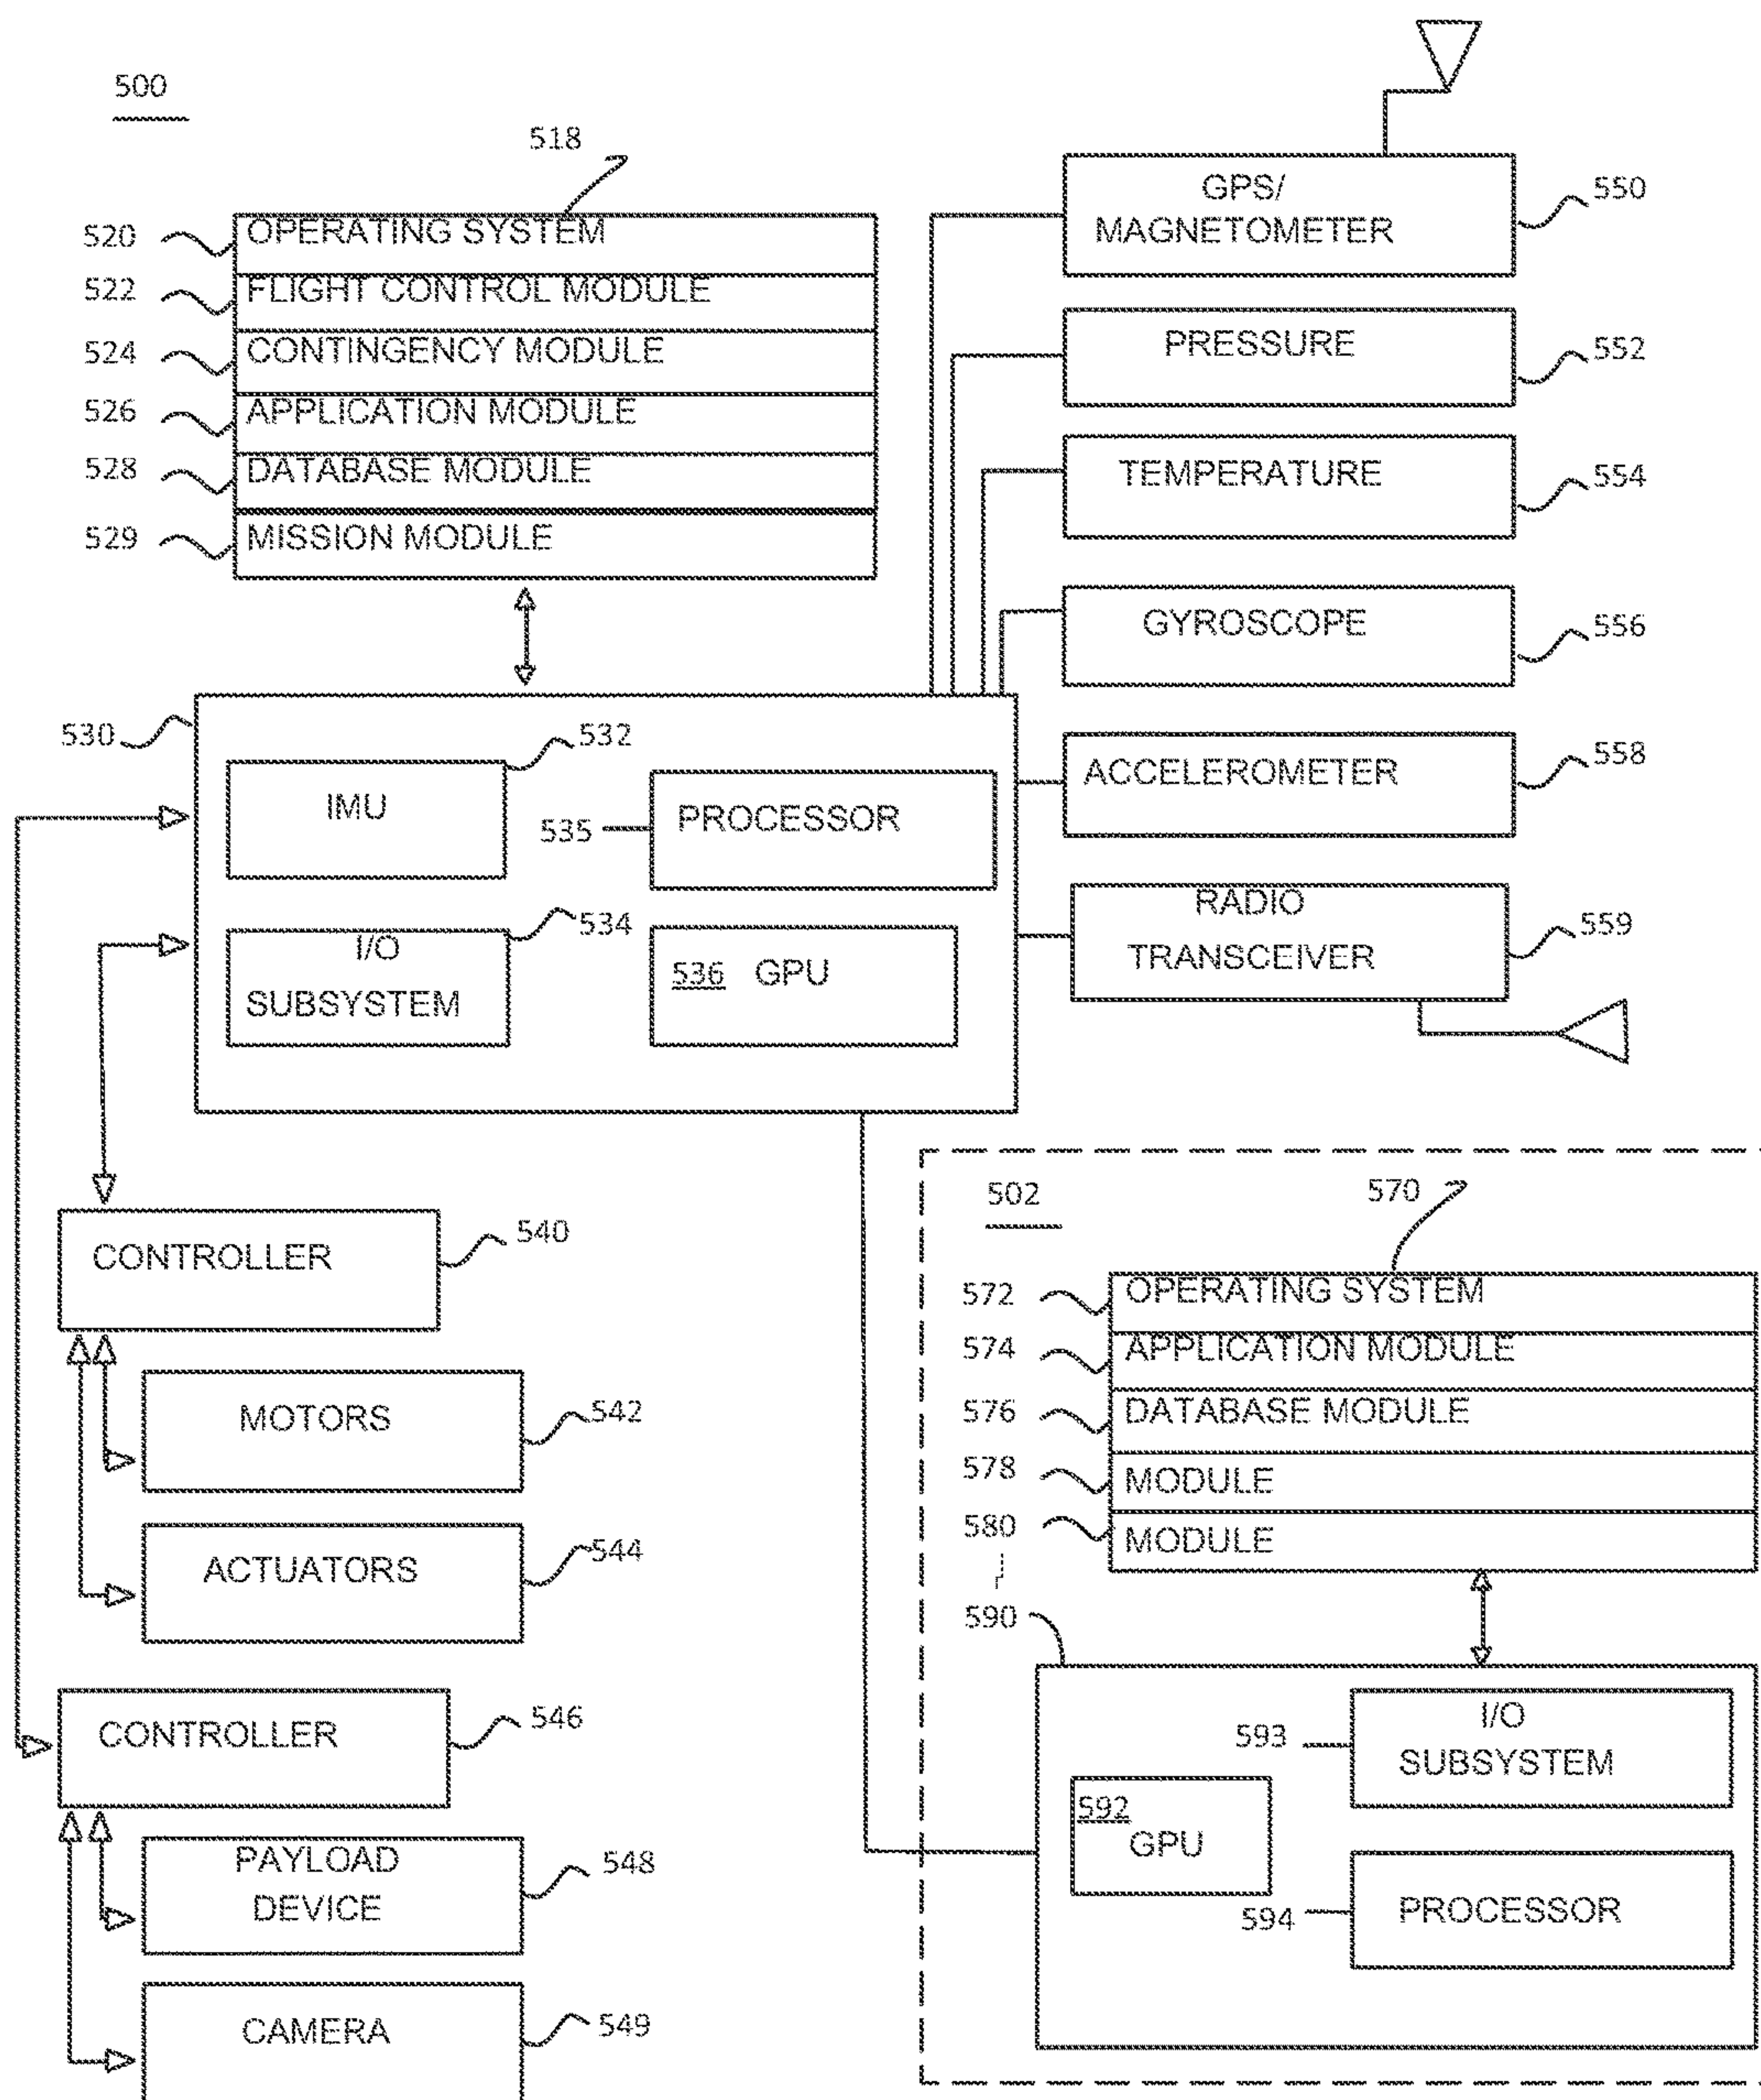 500
518
520 OPERATING SYSTEM
522 FLIGHT CONTROL MODULE
524 CONTINGENCY MODULE
526 APPLICATION MODULE
528 DATABASE MODULE
529 MISSION MODULE
GPS/
MAGNETOMETER
550
PRESSURE
552
TEMPERATURE
554
GYROSCOPE
556
ACCELEROMETER
558
RADIO
TRANSCEIVER
559
530
532
IMU
535 PROCESSOR
534
I/O
SUBSYSTEM
536 GPU
CONTROLLER
540
MOTORS
542
ACTUATORS
544
CONTROLLER
546
PAYLOAD
DEVICE
548
CAMERA
549
502
570
572 OPERATING SYSTEM
574 APPLICATION MODULE
576 DATABASE MODULE
578 MODULE
580 MODULE
590
593
I/O
SUBSYSTEM
592
GPU
594 PROCESSOR